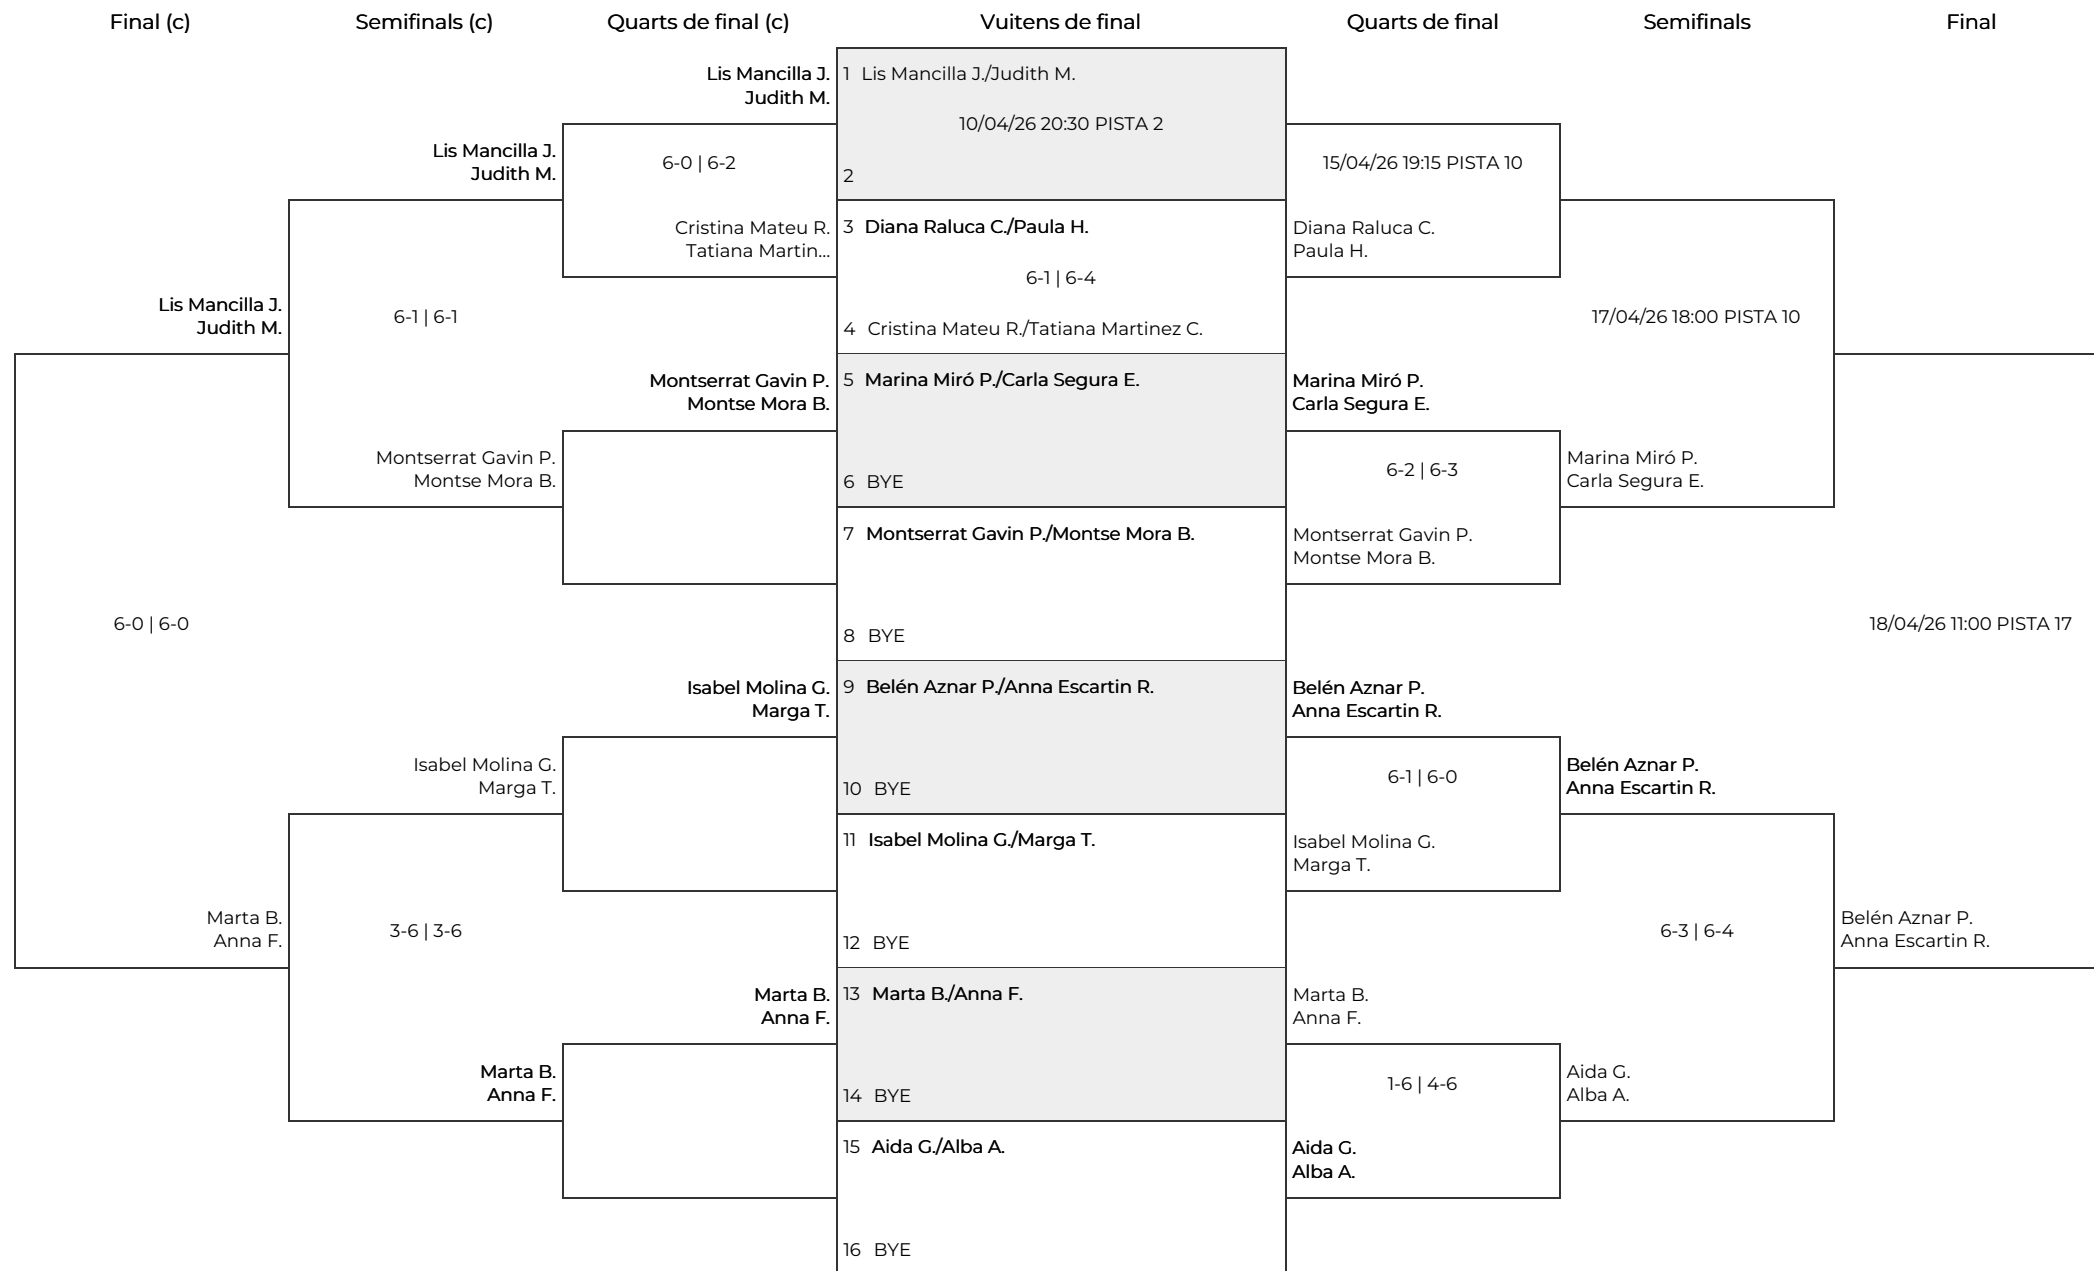 Final (c)
Semifinals (c)
Quarts de final (c)
Vuitens de final
Quarts de final
Semifinals
Final
Lis Mancilla J.
Judith M.
6-0 | 6-0
Marta B.
Anna F.
Lis Mancilla J.
Judith M.
6-1 | 6-1
Montserrat Gavin P.
Montse Mora B.
Isabel Molina G.
Marga T.
3-6 | 3-6
Marta B.
Anna F.
Lis Mancilla J.
Judith M.
6-0 | 6-2
Cristina Mateu R.
Tatiana Martin...
Montserrat Gavin P.
Montse Mora B.
Isabel Molina G.
Marga T.
Marta B.
Anna F.
1 Lis Mancilla J./Judith M.
10/04/26 20:30 PISTA 2
2
3 Diana Raluca C./Paula H.
6-1 | 6-4
4 Cristina Mateu R./Tatiana Martinez C.
5 Marina Miró P./Carla Segura E.
6 BYE
7 Montserrat Gavin P./Montse Mora B.
8 BYE
9 Belén Aznar P./Anna Escartin R.
10 BYE
11 Isabel Molina G./Marga T.
12 BYE
13 Marta B./Anna F.
14 BYE
15 Aida G./Alba A.
16 BYE
15/04/26 19:15 PISTA 10
Diana Raluca C.
Paula H.
Marina Miró P.
Carla Segura E.
6-2 | 6-3
Montserrat Gavin P.
Montse Mora B.
Belén Aznar P.
Anna Escartin R.
6-1 | 6-0
Isabel Molina G.
Marga T.
Marta B.
Anna F.
1-6 | 4-6
Aida G.
Alba A.
17/04/26 18:00 PISTA 10
Marina Miró P.
Carla Segura E.
Belén Aznar P.
Anna Escartin R.
6-3 | 6-4
Aida G.
Alba A.
18/04/26 11:00 PISTA 17
Belén Aznar P.
Anna Escartin R.